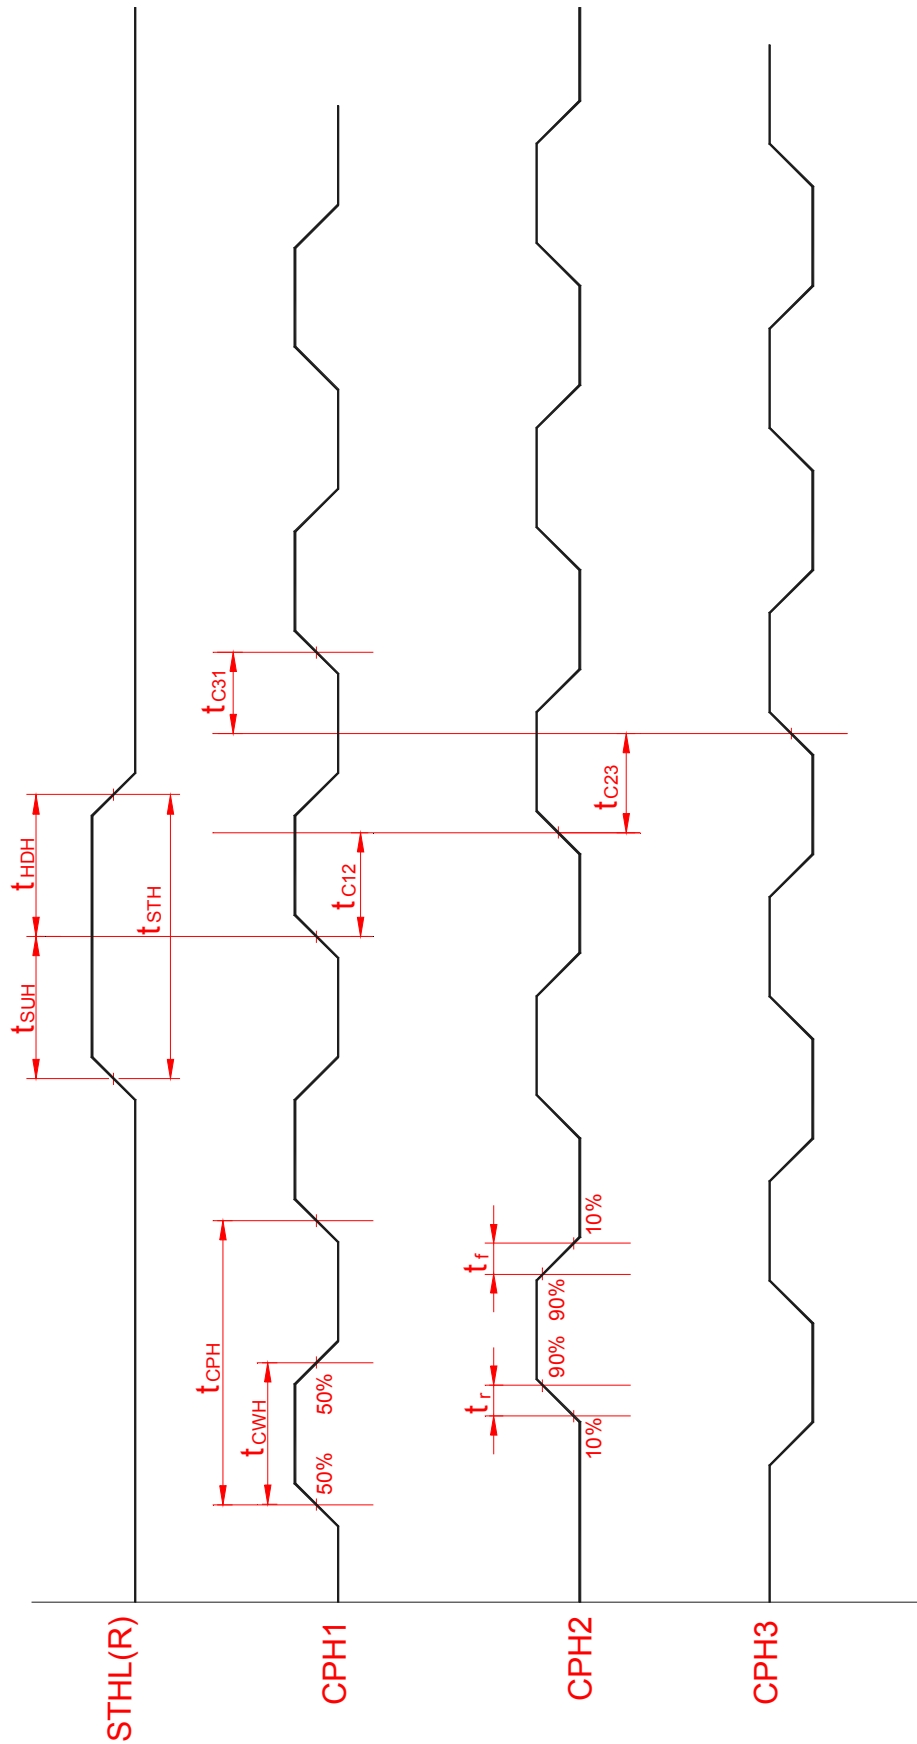 STHL(R)
tSUH
tHDH
tSTH
CPH1
tCPH
tCWH
50%
50%
tC12
tC31
CPH2
tr
tf
10%
90%
90%
10%
tC23
CPH3